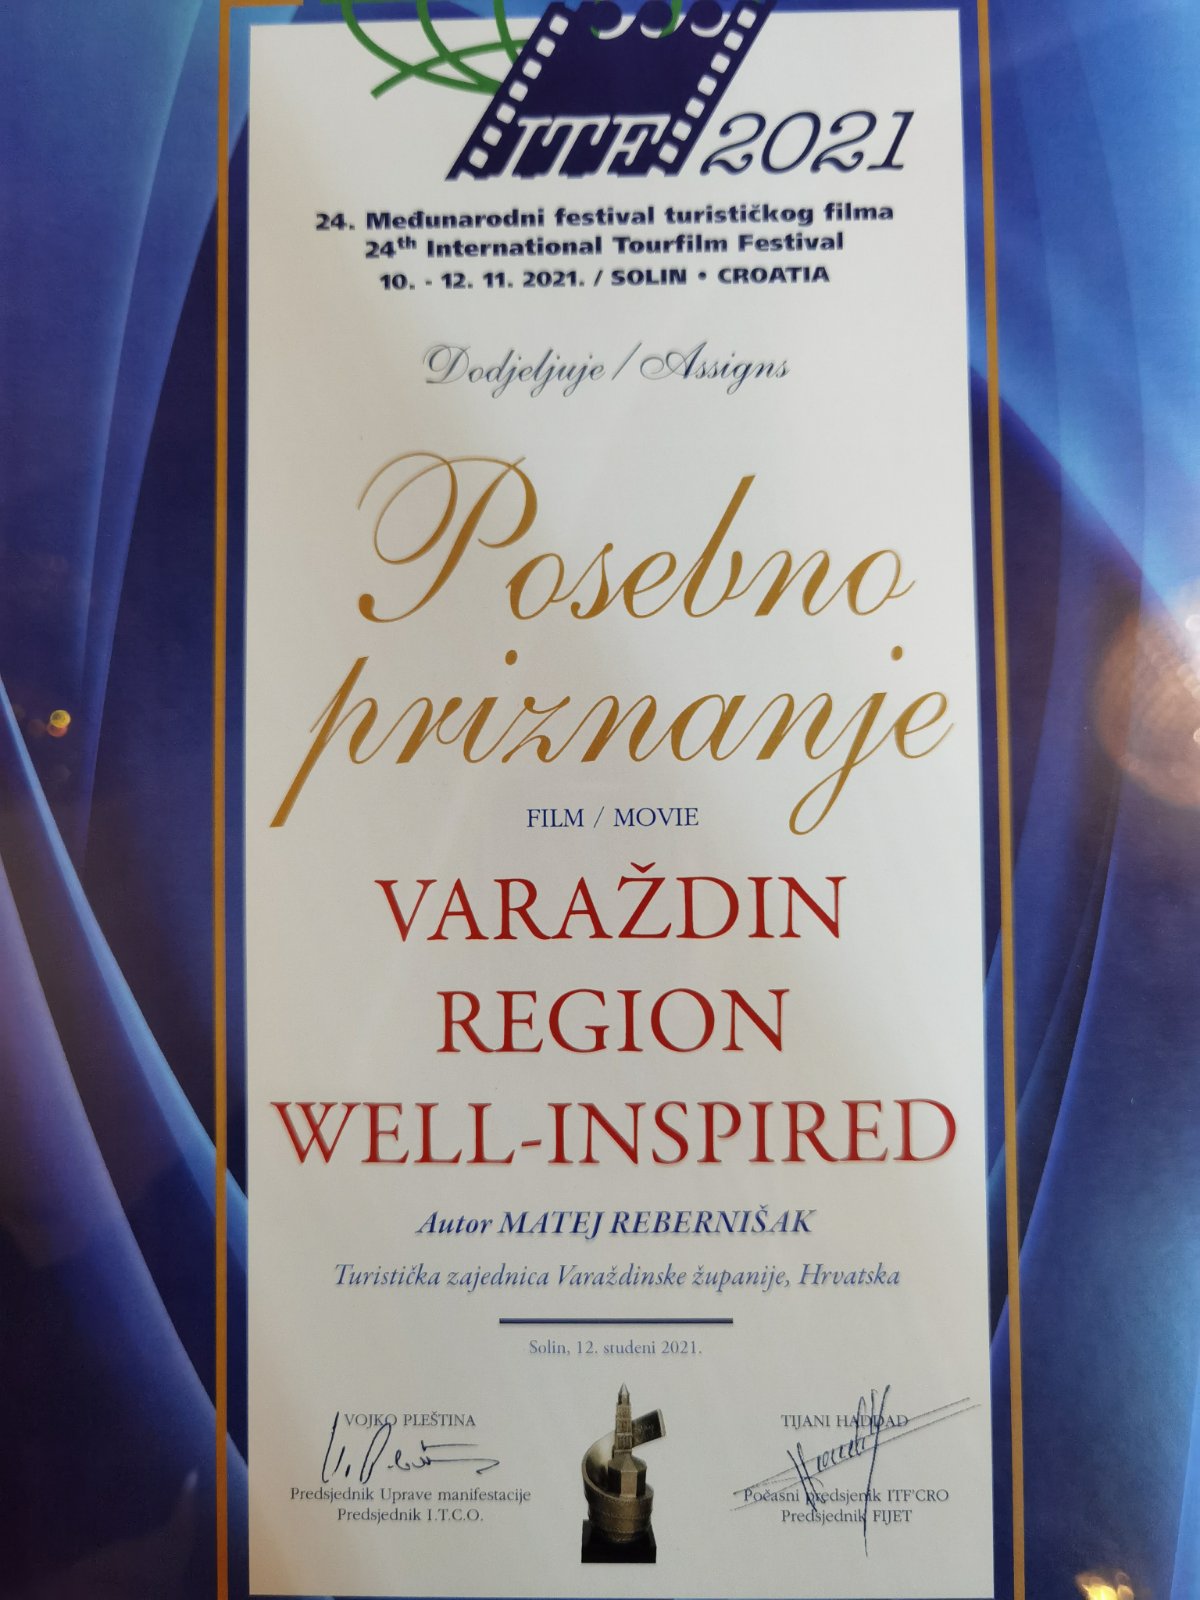 ITF 2021
24. Međunarodni festival turističkog filma
24th International Tourfilm Festival
10. - 12. 11. 2021. / SOLIN • CROATIA
Dodjeljuje / Assigns
Posebno
priznanje
FILM / MOVIE
VARAŽDIN
REGION
WELL-INSPIRED
Autor MATEJ REBERNIŠAK
Turistička zajednica Varaždinske županije, Hrvatska
Solin, 12. studeni 2021.
VOJKO PLEŠTINA
Predsjednik Uprave manifestacije
Predsjednik I.T.C.O.
TIJANI HADDAD
Počasni predsjenik ITF'CRO
Predsjednik FIJET